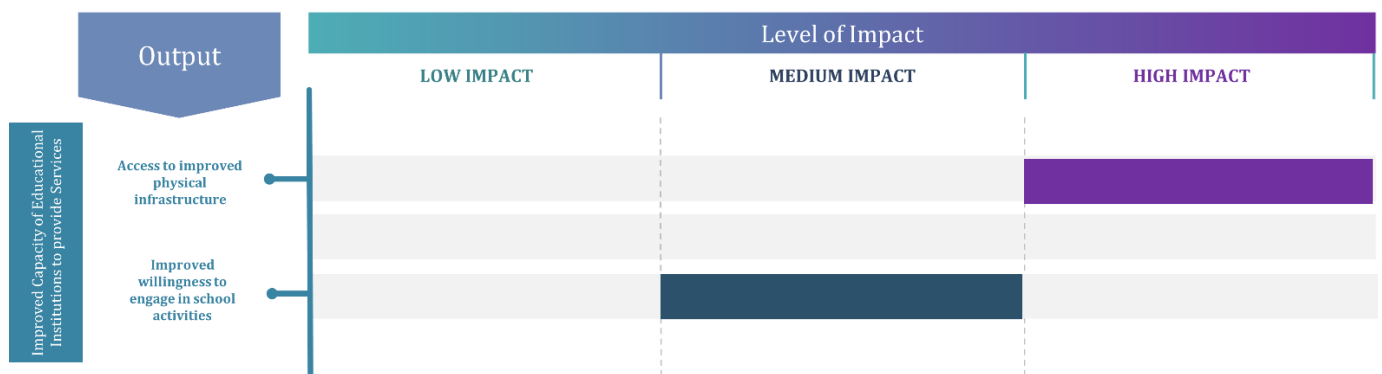 Output
Level of Impact
LOW IMPACT
MEDIUM IMPACT
HIGH IMPACT
Improved Capacity of Educational
Institutions to provide Services
Access to improved
physical
infrastructure
Improved
willingness to
engage in school
activities